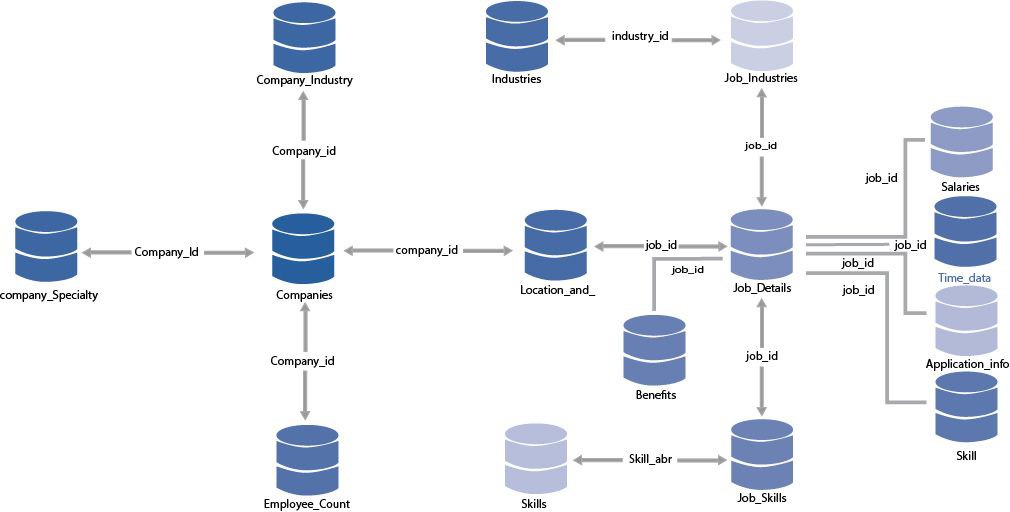 Company_Industry
Industries
industry_id
Job_Industries
Company_id
job_id
job_id
Salaries
company_Specialty
Company_Id
Companies
company_id
Location_and_
job_id
job_id
Job_Details
job_id
job_id
job_id
Time_data
Company_id
Benefits
job_id
Application_info
Employee_Count
Skills
Skill_abr
Job_Skills
Skill